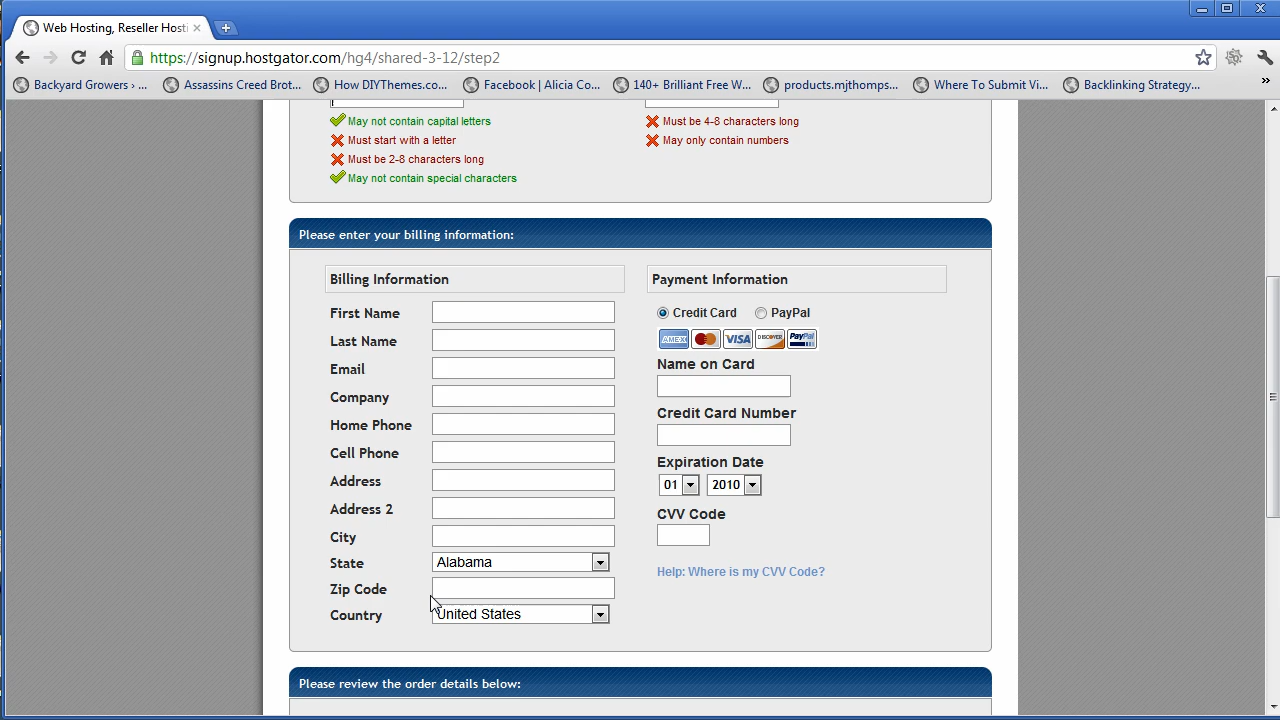 Web Hosting, Reseller Hosti
https://signup.hostgator.com/hg4/shared-3-12/step2
Backyard Growers › ... Assassins Creed Brot... How DIYThemes.co... Facebook | Alicia Co... 140+ Brilliant Free W... products.mjthomps... Where To Submit Vi... Backlinking Strategy... »
May not contain capital letters
Must start with a letter
Must be 2-8 characters long
May not contain special characters
Must be 4-8 characters long
May only contain numbers
Please enter your billing information:
Billing Information
First Name
Last Name
Email
Company
Home Phone
Cell Phone
Address
Address 2
City
State Alabama
Zip Code
Country United States
Payment Information
Credit Card PayPal
AMEX VISA DISCOVER PayPal
Name on Card
Credit Card Number
Expiration Date
01 2010
CVV Code
Help: Where is my CVV Code?
Please review the order details below: